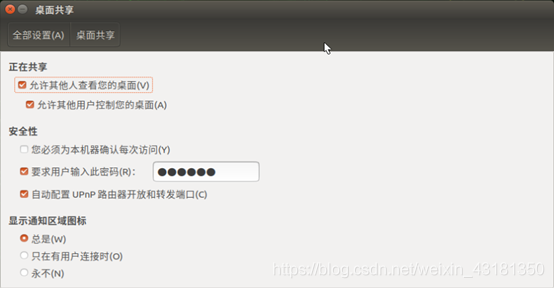 桌面共享
全部设置(A) 桌面共享
正在共享
允许其他人查看您的桌面(V)
允许其他用户控制您的桌面(A)
安全性
您必须为本机器确认每次访问(Y)
要求用户输入此密码(R)： ●●●●●●
自动配置 UPnP 路由器开放和转发端口(C)
显示通知区域图标
总是(W)
只在有用户连接时(O)
永不(N)
https://blog.csdn.net/weixin_43181350